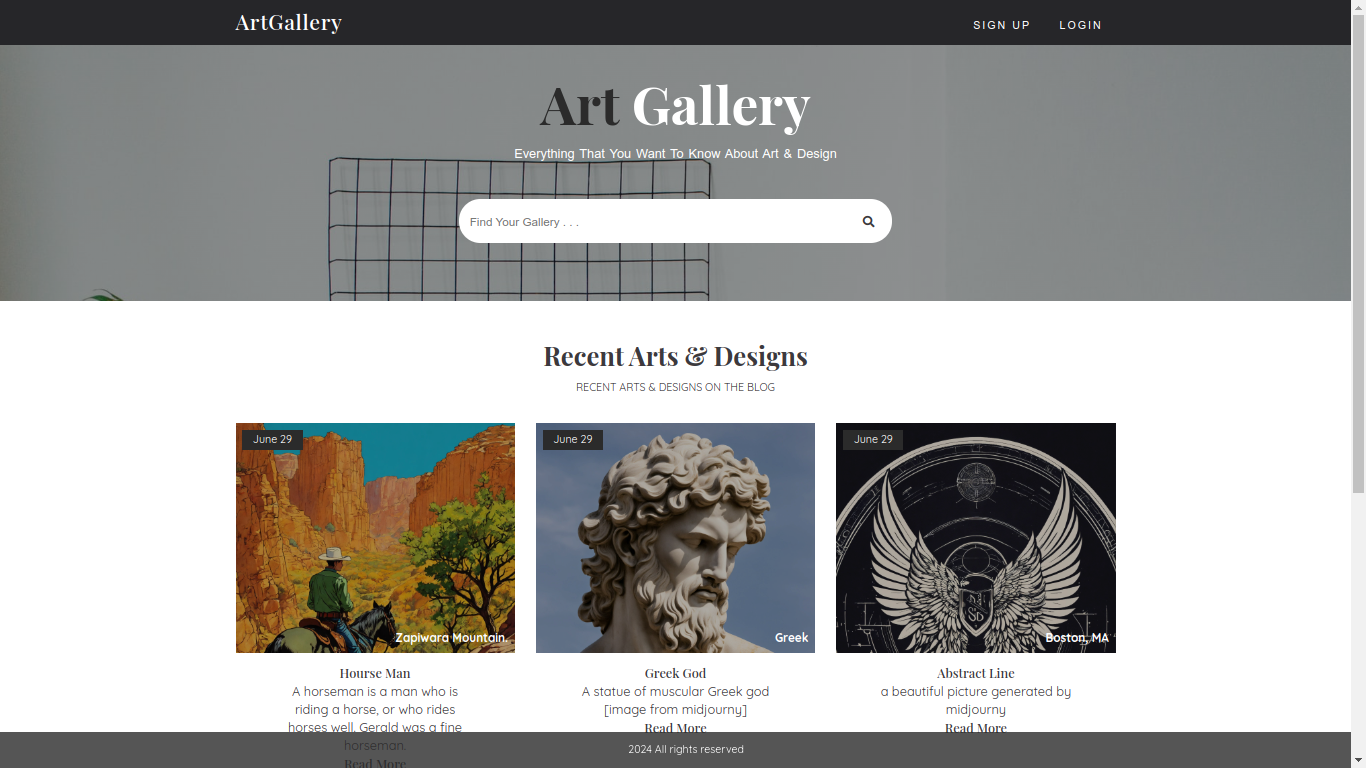 ArtGallery
SIGN UP
LOGIN
Art Gallery
Everything That You Want To Know About Art & Design
Find Your Gallery . . .
Recent Arts & Designs
RECENT ARTS & DESIGNS ON THE BLOG
June 29
Zapiwara Mountain.
Hourse Man
A horseman is a man who is
riding a horse, or who rides
horses well. Gerald was a fine
horseman.
Read More
June 29
Greek
Greek God
A statue of muscular Greek god
[image from midjourny]
Read More
June 29
Boston, MA
Abstract Line
a beautiful picture generated by
midjourny
Read More
2024 All rights reserved